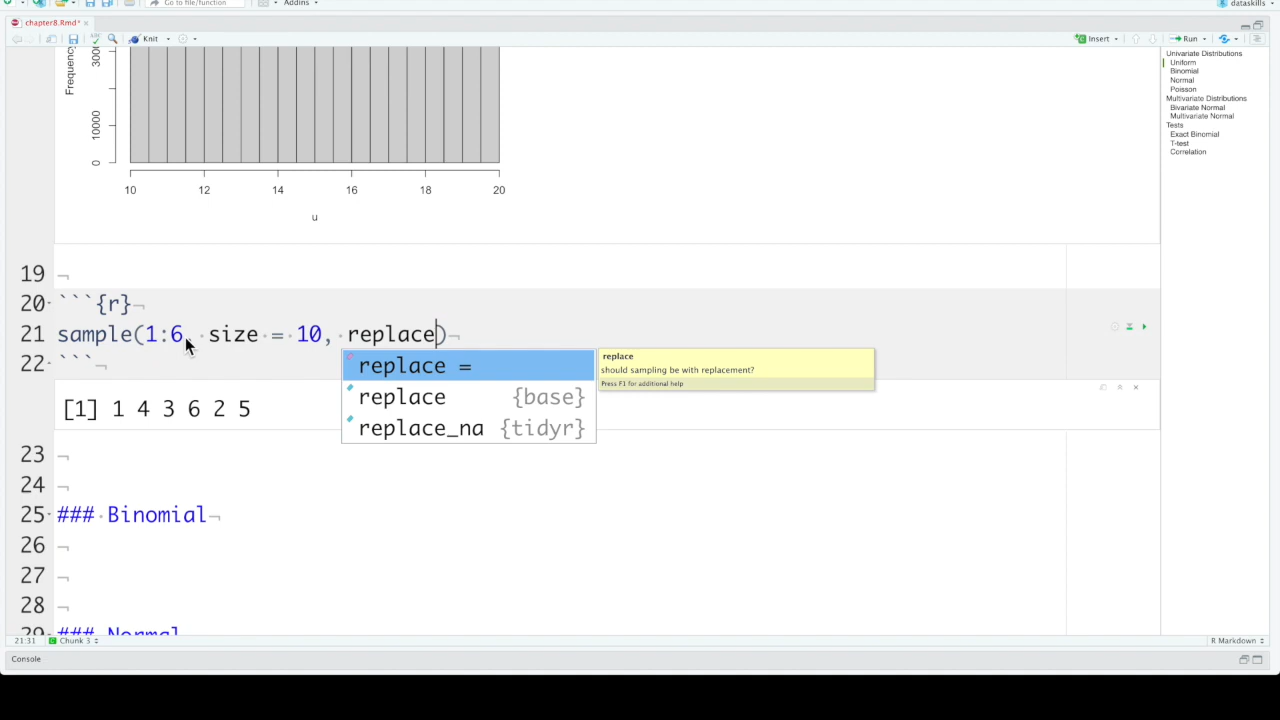 Go to file/function
Addins
dataskills
chapter8.Rmd*
Knit
Insert
Run
Frequency
3000
10000
0
10 12 14 16 18 20
u
Univariate Distributions
Uniform
Binomial
Normal
Poisson
Multivariate Distributions
Bivariate Normal
Multivariate Normal
Tests
Exact Binomial
T-test
Correlation
19 ¬
20 ```{r}¬
21 sample(1:6, size = 10, replace)¬
22 ```¬
replace =
replace {base}
replace_na {tidyr}
replace
should sampling be with replacement?
Press F1 for additional help
[1] 1 4 3 6 2 5
23 ¬
24 ¬
25 ### Binomial¬
26 ¬
27 ¬
28 ¬
29 ### Normal
21:31 Chunk 3 R Markdown
Console